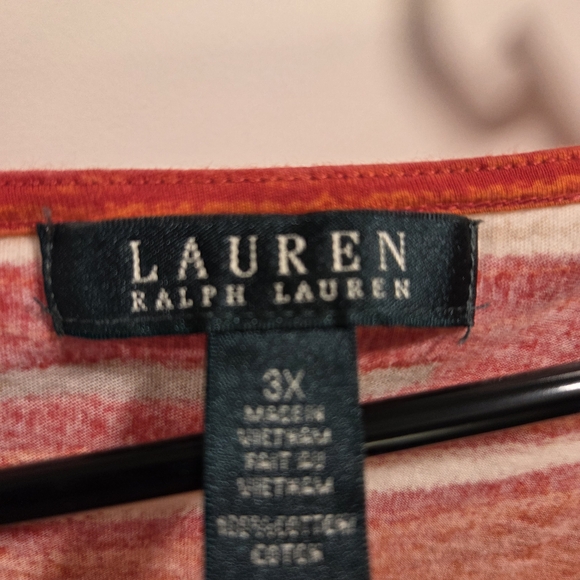 LAUREN
RALPH LAUREN
3X
MADE IN
VIETNAM
FAIT AU
VIETNAM
100% COTTON/
COTON